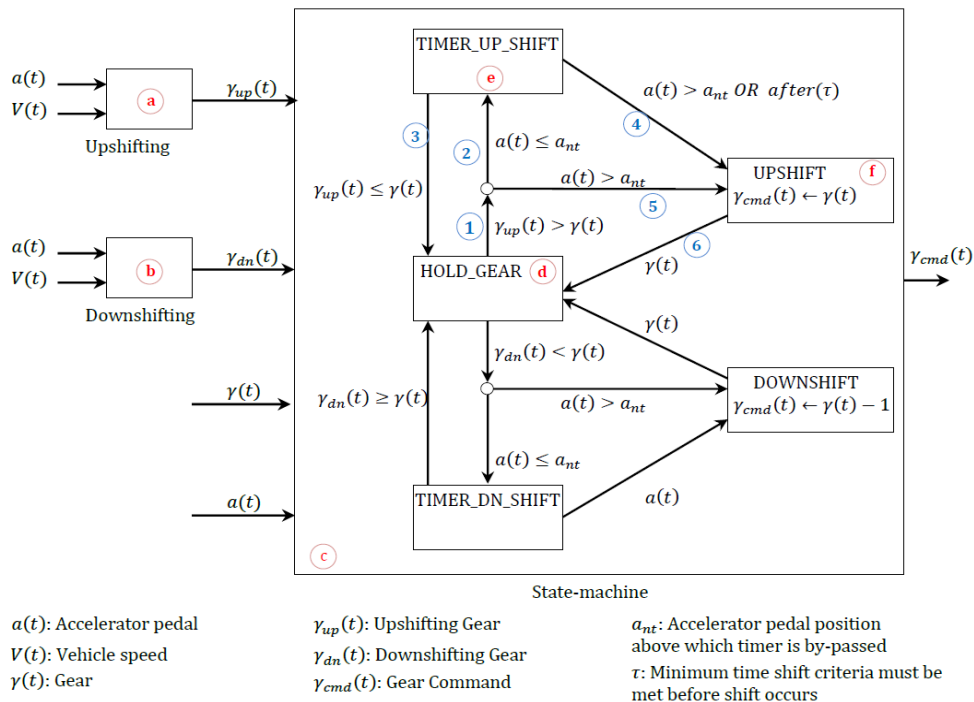 TIMER_UP_SHIFT
e
a(t)
V(t)
a
γ_up(t)
Upshifting
a(t) > a_nt OR after(τ)
4
3
2
a(t) ≤ a_nt
γ_up(t) ≤ γ(t)
a(t) > a_nt
5
UPSHIFT
f
γ_cmd(t) ← γ(t)
1
γ_up(t) > γ(t)
6
γ(t)
a(t)
V(t)
b
γ_dn(t)
Downshifting
HOLD_GEAR
d
γ_cmd(t)
γ(t)
γ_dn(t) < γ(t)
γ(t)
γ_dn(t) ≥ γ(t)
a(t) > a_nt
DOWNSHIFT
γ_cmd(t) ← γ(t) − 1
a(t) ≤ a_nt
TIMER_DN_SHIFT
a(t)
a(t)
c
State-machine
a(t): Accelerator pedal
V(t): Vehicle speed
γ(t): Gear
γ_up(t): Upshifting Gear
γ_dn(t): Downshifting Gear
γ_cmd(t): Gear Command
a_nt: Accelerator pedal position
above which timer is by-passed
τ: Minimum time shift criteria must be
met before shift occurs